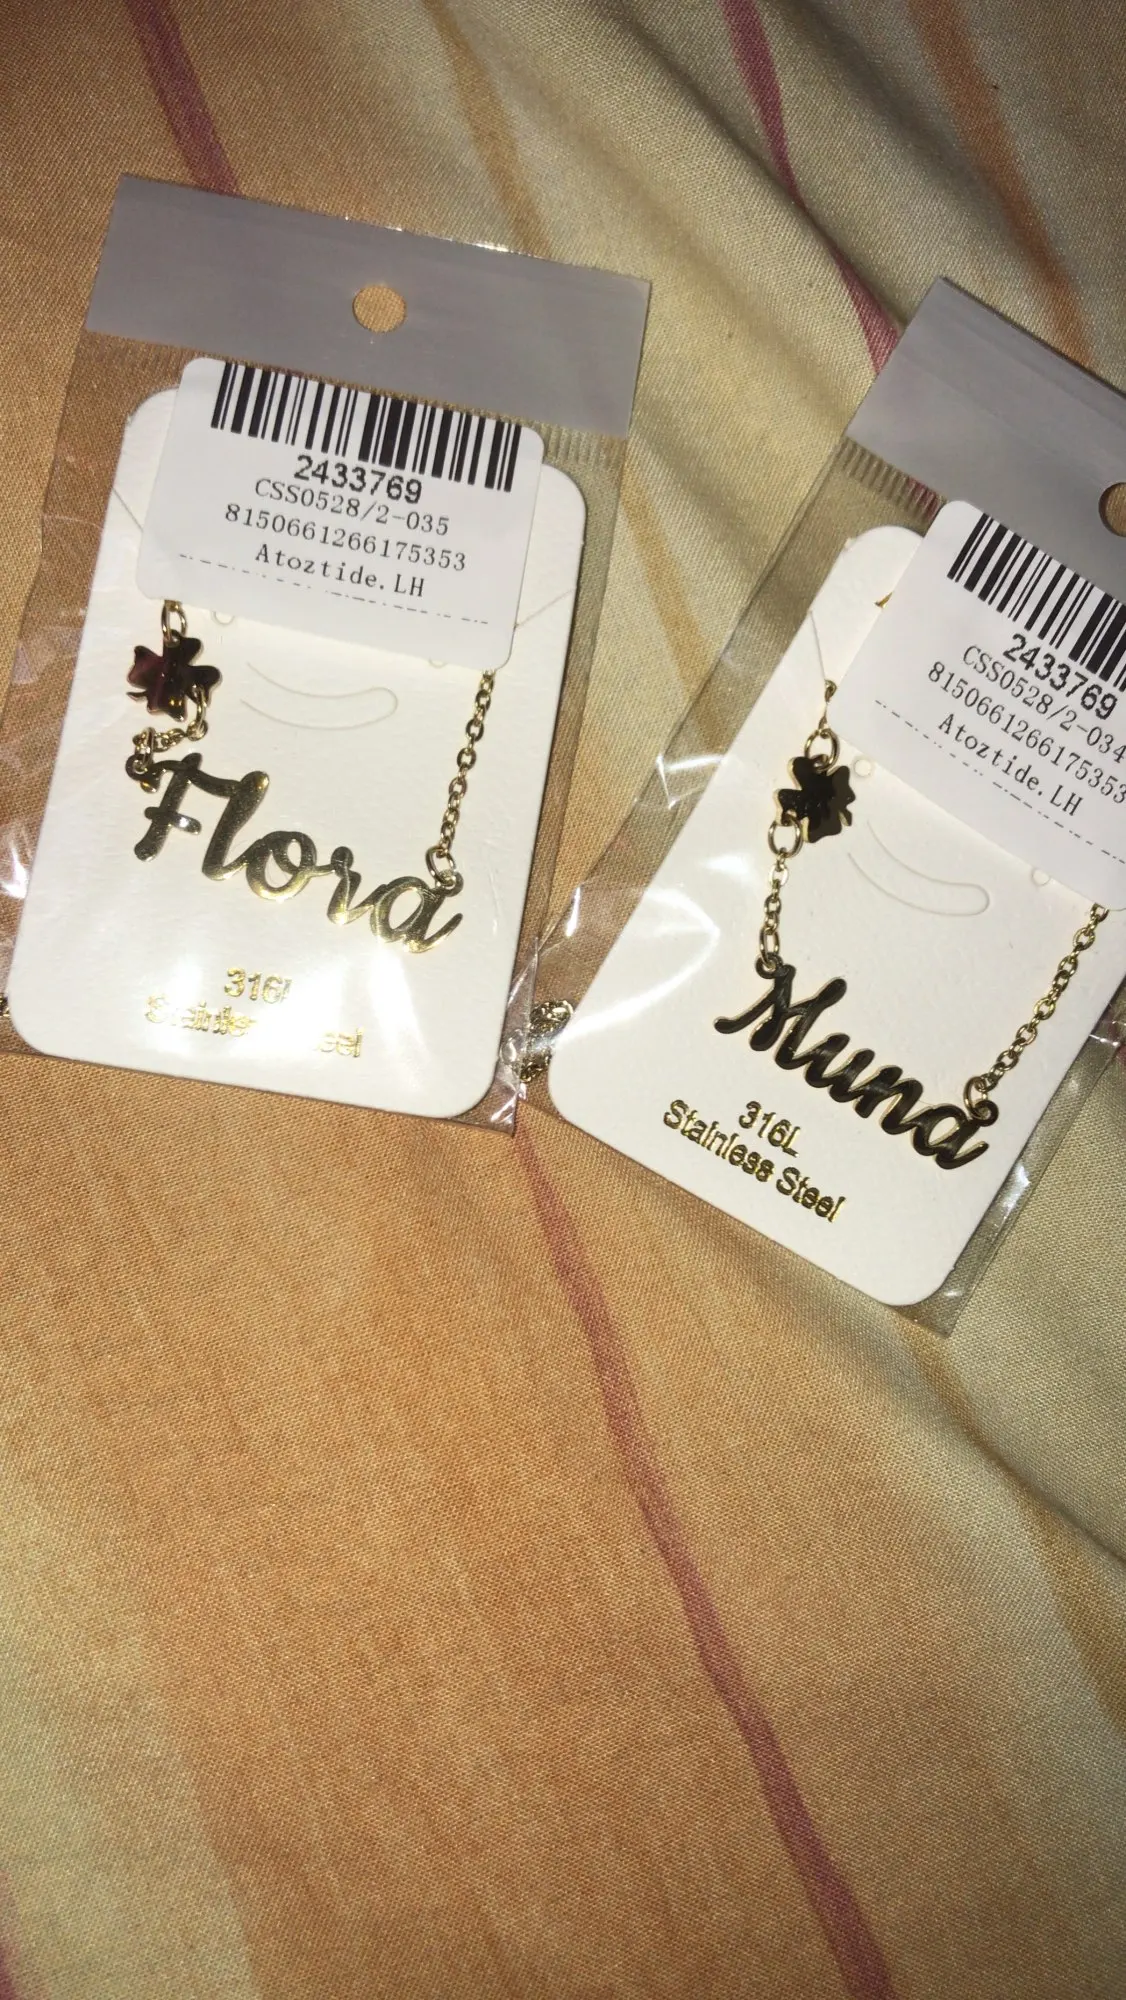 2433769
CSS0528/2-035
8150661266175353
Atoztide.LH
Flora
316L
Stainless Steel
2433769
CSS0528/2-034
8150661266175353
Atoztide.LH
Muna
316L
Stainless Steel